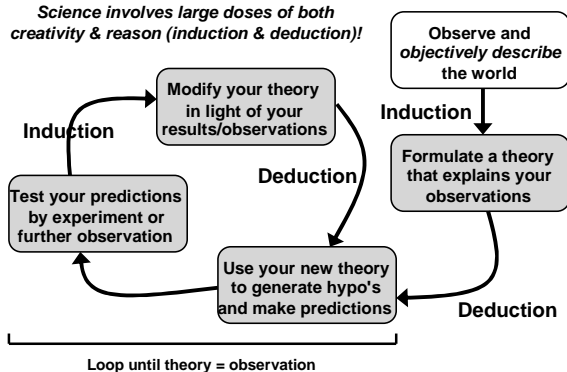 Science involves large doses of both
creativity & reason (induction & deduction)!
Observe and
objectively describe
the world
Induction
Formulate a theory
that explains your
observations
Deduction
Modify your theory
in light of your
results/observations
Induction
Deduction
Test your predictions
by experiment or
further observation
Use your new theory
to generate hypo's
and make predictions
Loop until theory = observation